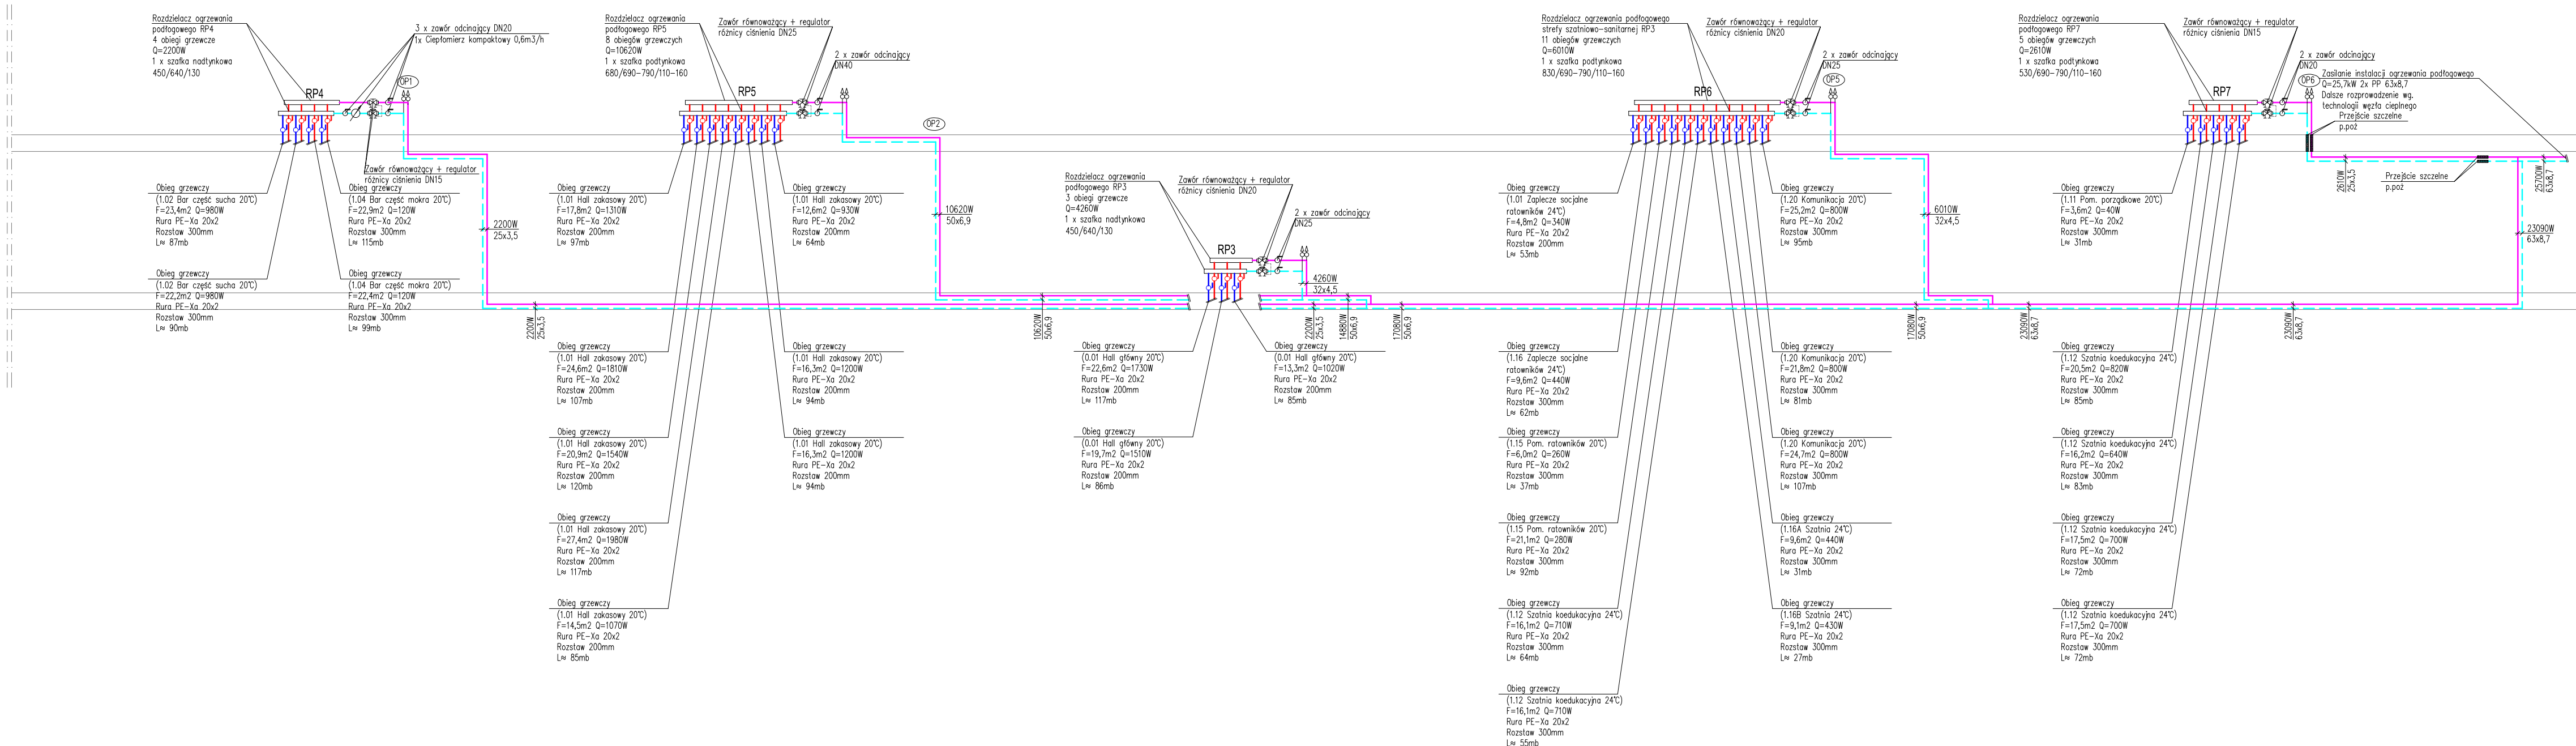 Rozdzielacz ogrzewania
podłogowego RP4
4 obiegi grzewcze
Q=2200W
1 x szafka nadtynkowa
450/640/130
3 x zawór odcinający DN20
1x Ciepłomierz kompaktowy 0,6m3/h
OP1
RP4
Zawór równoważący + regulator
różnicy ciśnienia DN15
Obieg grzewczy
(1.02 Bar część sucha 20°C)
F=23,4m2 Q=980W
Rura PE-Xa 20x2
Rozstaw 300mm
L≈ 87mb
Obieg grzewczy
(1.04 Bar część mokra 20°C)
F=22,9m2 Q=120W
Rura PE-Xa 20x2
Rozstaw 300mm
L≈ 115mb
Obieg grzewczy
(1.02 Bar część sucha 20°C)
F=22,2m2 Q=980W
Rura PE-Xa 20x2
Rozstaw 300mm
L≈ 90mb
Obieg grzewczy
(1.04 Bar część mokra 20°C)
F=22,4m2 Q=120W
Rura PE-Xa 20x2
Rozstaw 300mm
L≈ 99mb
2200W
25x3,5
2200W
25x3,5
Rozdzielacz ogrzewania
podłogowego RP5
8 obiegów grzewczych
Q=10620W
1 x szafka podtynkowa
680/690-790/110-160
Zawór równoważący + regulator
różnicy ciśnienia DN25
2 x zawór odcinający
DN40
RP5
OP2
Obieg grzewczy
(1.01 Hall zakasowy 20°C)
F=17,8m2 Q=1310W
Rura PE-Xa 20x2
Rozstaw 200mm
L≈ 97mb
Obieg grzewczy
(1.01 Hall zakasowy 20°C)
F=12,6m2 Q=930W
Rura PE-Xa 20x2
Rozstaw 200mm
L≈ 64mb
10620W
50x6,9
10620W
50x6,9
Obieg grzewczy
(1.01 Hall zakasowy 20°C)
F=24,6m2 Q=1810W
Rura PE-Xa 20x2
Rozstaw 200mm
L≈ 107mb
Obieg grzewczy
(1.01 Hall zakasowy 20°C)
F=16,3m2 Q=1200W
Rura PE-Xa 20x2
Rozstaw 200mm
L≈ 94mb
Obieg grzewczy
(1.01 Hall zakasowy 20°C)
F=20,9m2 Q=1540W
Rura PE-Xa 20x2
Rozstaw 200mm
L≈ 120mb
Obieg grzewczy
(1.01 Hall zakasowy 20°C)
F=16,3m2 Q=1200W
Rura PE-Xa 20x2
Rozstaw 200mm
L≈ 94mb
Obieg grzewczy
(1.01 Hall zakasowy 20°C)
F=27,4m2 Q=1980W
Rura PE-Xa 20x2
Rozstaw 200mm
L≈ 117mb
Obieg grzewczy
(1.01 Hall zakasowy 20°C)
F=14,5m2 Q=1070W
Rura PE-Xa 20x2
Rozstaw 200mm
L≈ 85mb
Rozdzielacz ogrzewania
podłogowego RP3
3 obiegi grzewcze
Q=4260W
1 x szafka nadtynkowa
450/640/130
Zawór równoważący + regulator
różnicy ciśnienia DN20
2 x zawór odcinający
DN25
RP3
4260W
32x4,5
2200W
25x3,5
14880W
50x6,9
17080W
50x6,9
Obieg grzewczy
(0.01 Hall główny 20°C)
F=22,6m2 Q=1730W
Rura PE-Xa 20x2
Rozstaw 200mm
L≈ 117mb
Obieg grzewczy
(0.01 Hall główny 20°C)
F=13,3m2 Q=1020W
Rura PE-Xa 20x2
Rozstaw 200mm
L≈ 85mb
Obieg grzewczy
(0.01 Hall główny 20°C)
F=19,7m2 Q=1510W
Rura PE-Xa 20x2
Rozstaw 200mm
L≈ 86mb
Rozdzielacz ogrzewania podłogowego
strefy szatniowo-sanitarnej RP3
11 obiegów grzewczych
Q=6010W
1 x szafka podtynkowa
830/690-790/110-160
Zawór równoważący + regulator
różnicy ciśnienia DN20
2 x zawór odcinający
DN25
OP5
RP6
Obieg grzewczy
(1.01 Zaplecze socjalne
ratowników 24°C)
F=4,8m2 Q=340W
Rura PE-Xa 20x2
Rozstaw 200mm
L≈ 53mb
Obieg grzewczy
(1.20 Komunikacja 20°C)
F=25,2m2 Q=800W
Rura PE-Xa 20x2
Rozstaw 300mm
L≈ 95mb
6010W
32x4,5
17080W
50x6,9
23090W
63x8,7
Obieg grzewczy
(1.16 Zaplecze socjalne
ratowników 24°C)
F=9,6m2 Q=440W
Rura PE-Xa 20x2
Rozstaw 300mm
L≈ 62mb
Obieg grzewczy
(1.20 Komunikacja 20°C)
F=21,8m2 Q=800W
Rura PE-Xa 20x2
Rozstaw 300mm
L≈ 81mb
Obieg grzewczy
(1.15 Pom. ratowników 20°C)
F=6,0m2 Q=260W
Rura PE-Xa 20x2
Rozstaw 300mm
L≈ 37mb
Obieg grzewczy
(1.20 Komunikacja 20°C)
F=24,7m2 Q=800W
Rura PE-Xa 20x2
Rozstaw 300mm
L≈ 107mb
Obieg grzewczy
(1.15 Pom. ratowników 20°C)
F=21,1m2 Q=280W
Rura PE-Xa 20x2
Rozstaw 300mm
L≈ 92mb
Obieg grzewczy
(1.16A Szatnia 24°C)
F=9,6m2 Q=440W
Rura PE-Xa 20x2
Rozstaw 300mm
L≈ 31mb
Obieg grzewczy
(1.12 Szatnia koedukacyjna 24°C)
F=16,1m2 Q=710W
Rura PE-Xa 20x2
Rozstaw 300mm
L≈ 64mb
Obieg grzewczy
(1.16B Szatnia 24°C)
F=9,1m2 Q=430W
Rura PE-Xa 20x2
Rozstaw 300mm
L≈ 27mb
Obieg grzewczy
(1.12 Szatnia koedukacyjna 24°C)
F=16,1m2 Q=710W
Rura PE-Xa 20x2
Rozstaw 300mm
L≈ 55mb
Rozdzielacz ogrzewania
podłogowego RP7
5 obiegów grzewczych
Q=2610W
1 x szafka podtynkowa
530/690-790/110-160
Zawór równoważący + regulator
różnicy ciśnienia DN15
2 x zawór odcinający
DN20
OP6
RP7
Zasilanie instalacji ogrzewania podłogowego
Q=25,7kW 2x PP 63x8,7
Dalsze rozprowadzenie wg.
technologii węzła cieplnego
Przejście szczelne
p.poż
Przejście szczelne
p.poż
2610W
25x3,5
25700W
63x8,7
23090W
63x8,7
23090W
63x8,7
Obieg grzewczy
(1.11 Pom. porządkowe 20°C)
F=3,6m2 Q=40W
Rura PE-Xa 20x2
Rozstaw 300mm
L≈ 31mb
Obieg grzewczy
(1.12 Szatnia koedukacyjna 24°C)
F=20,5m2 Q=820W
Rura PE-Xa 20x2
Rozstaw 300mm
L≈ 85mb
Obieg grzewczy
(1.12 Szatnia koedukacyjna 24°C)
F=16,2m2 Q=640W
Rura PE-Xa 20x2
Rozstaw 300mm
L≈ 83mb
Obieg grzewczy
(1.12 Szatnia koedukacyjna 24°C)
F=17,5m2 Q=700W
Rura PE-Xa 20x2
Rozstaw 300mm
L≈ 72mb
Obieg grzewczy
(1.12 Szatnia koedukacyjna 24°C)
F=17,5m2 Q=700W
Rura PE-Xa 20x2
Rozstaw 300mm
L≈ 72mb